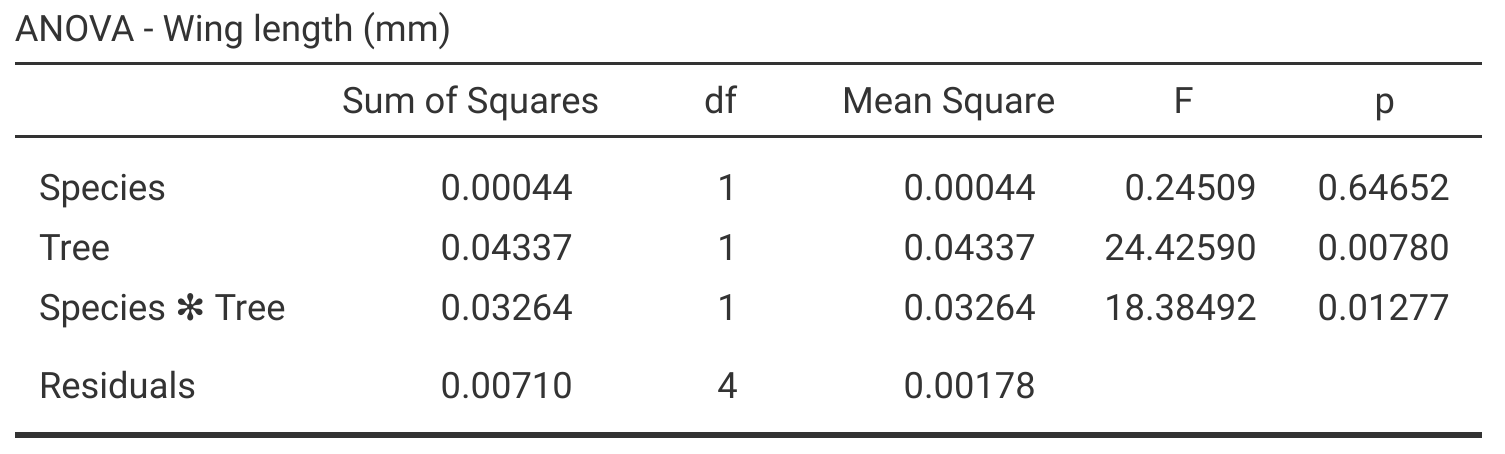 ANOVA - Wing length (mm)
Sum of Squares df Mean Square F p
Species 0.00044 1 0.00044 0.24509 0.64652
Tree 0.04337 1 0.04337 24.42590 0.00780
Species ✻ Tree 0.03264 1 0.03264 18.38492 0.01277
Residuals 0.00710 4 0.00178